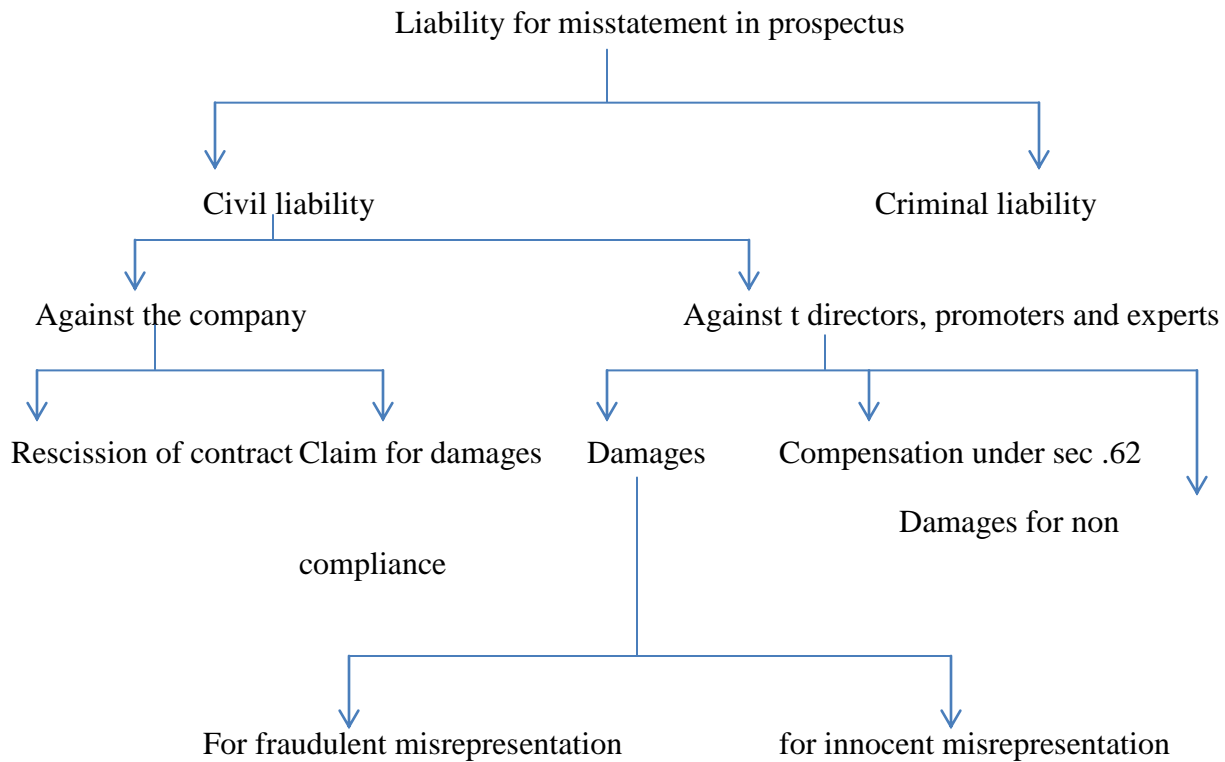 Liability for misstatement in prospectus
Civil liability Criminal liability
Against the company Against t directors, promoters and experts
Rescission of contract Claim for damages Damages Compensation under sec .62
Damages for non
compliance
For fraudulent misrepresentation for innocent misrepresentation